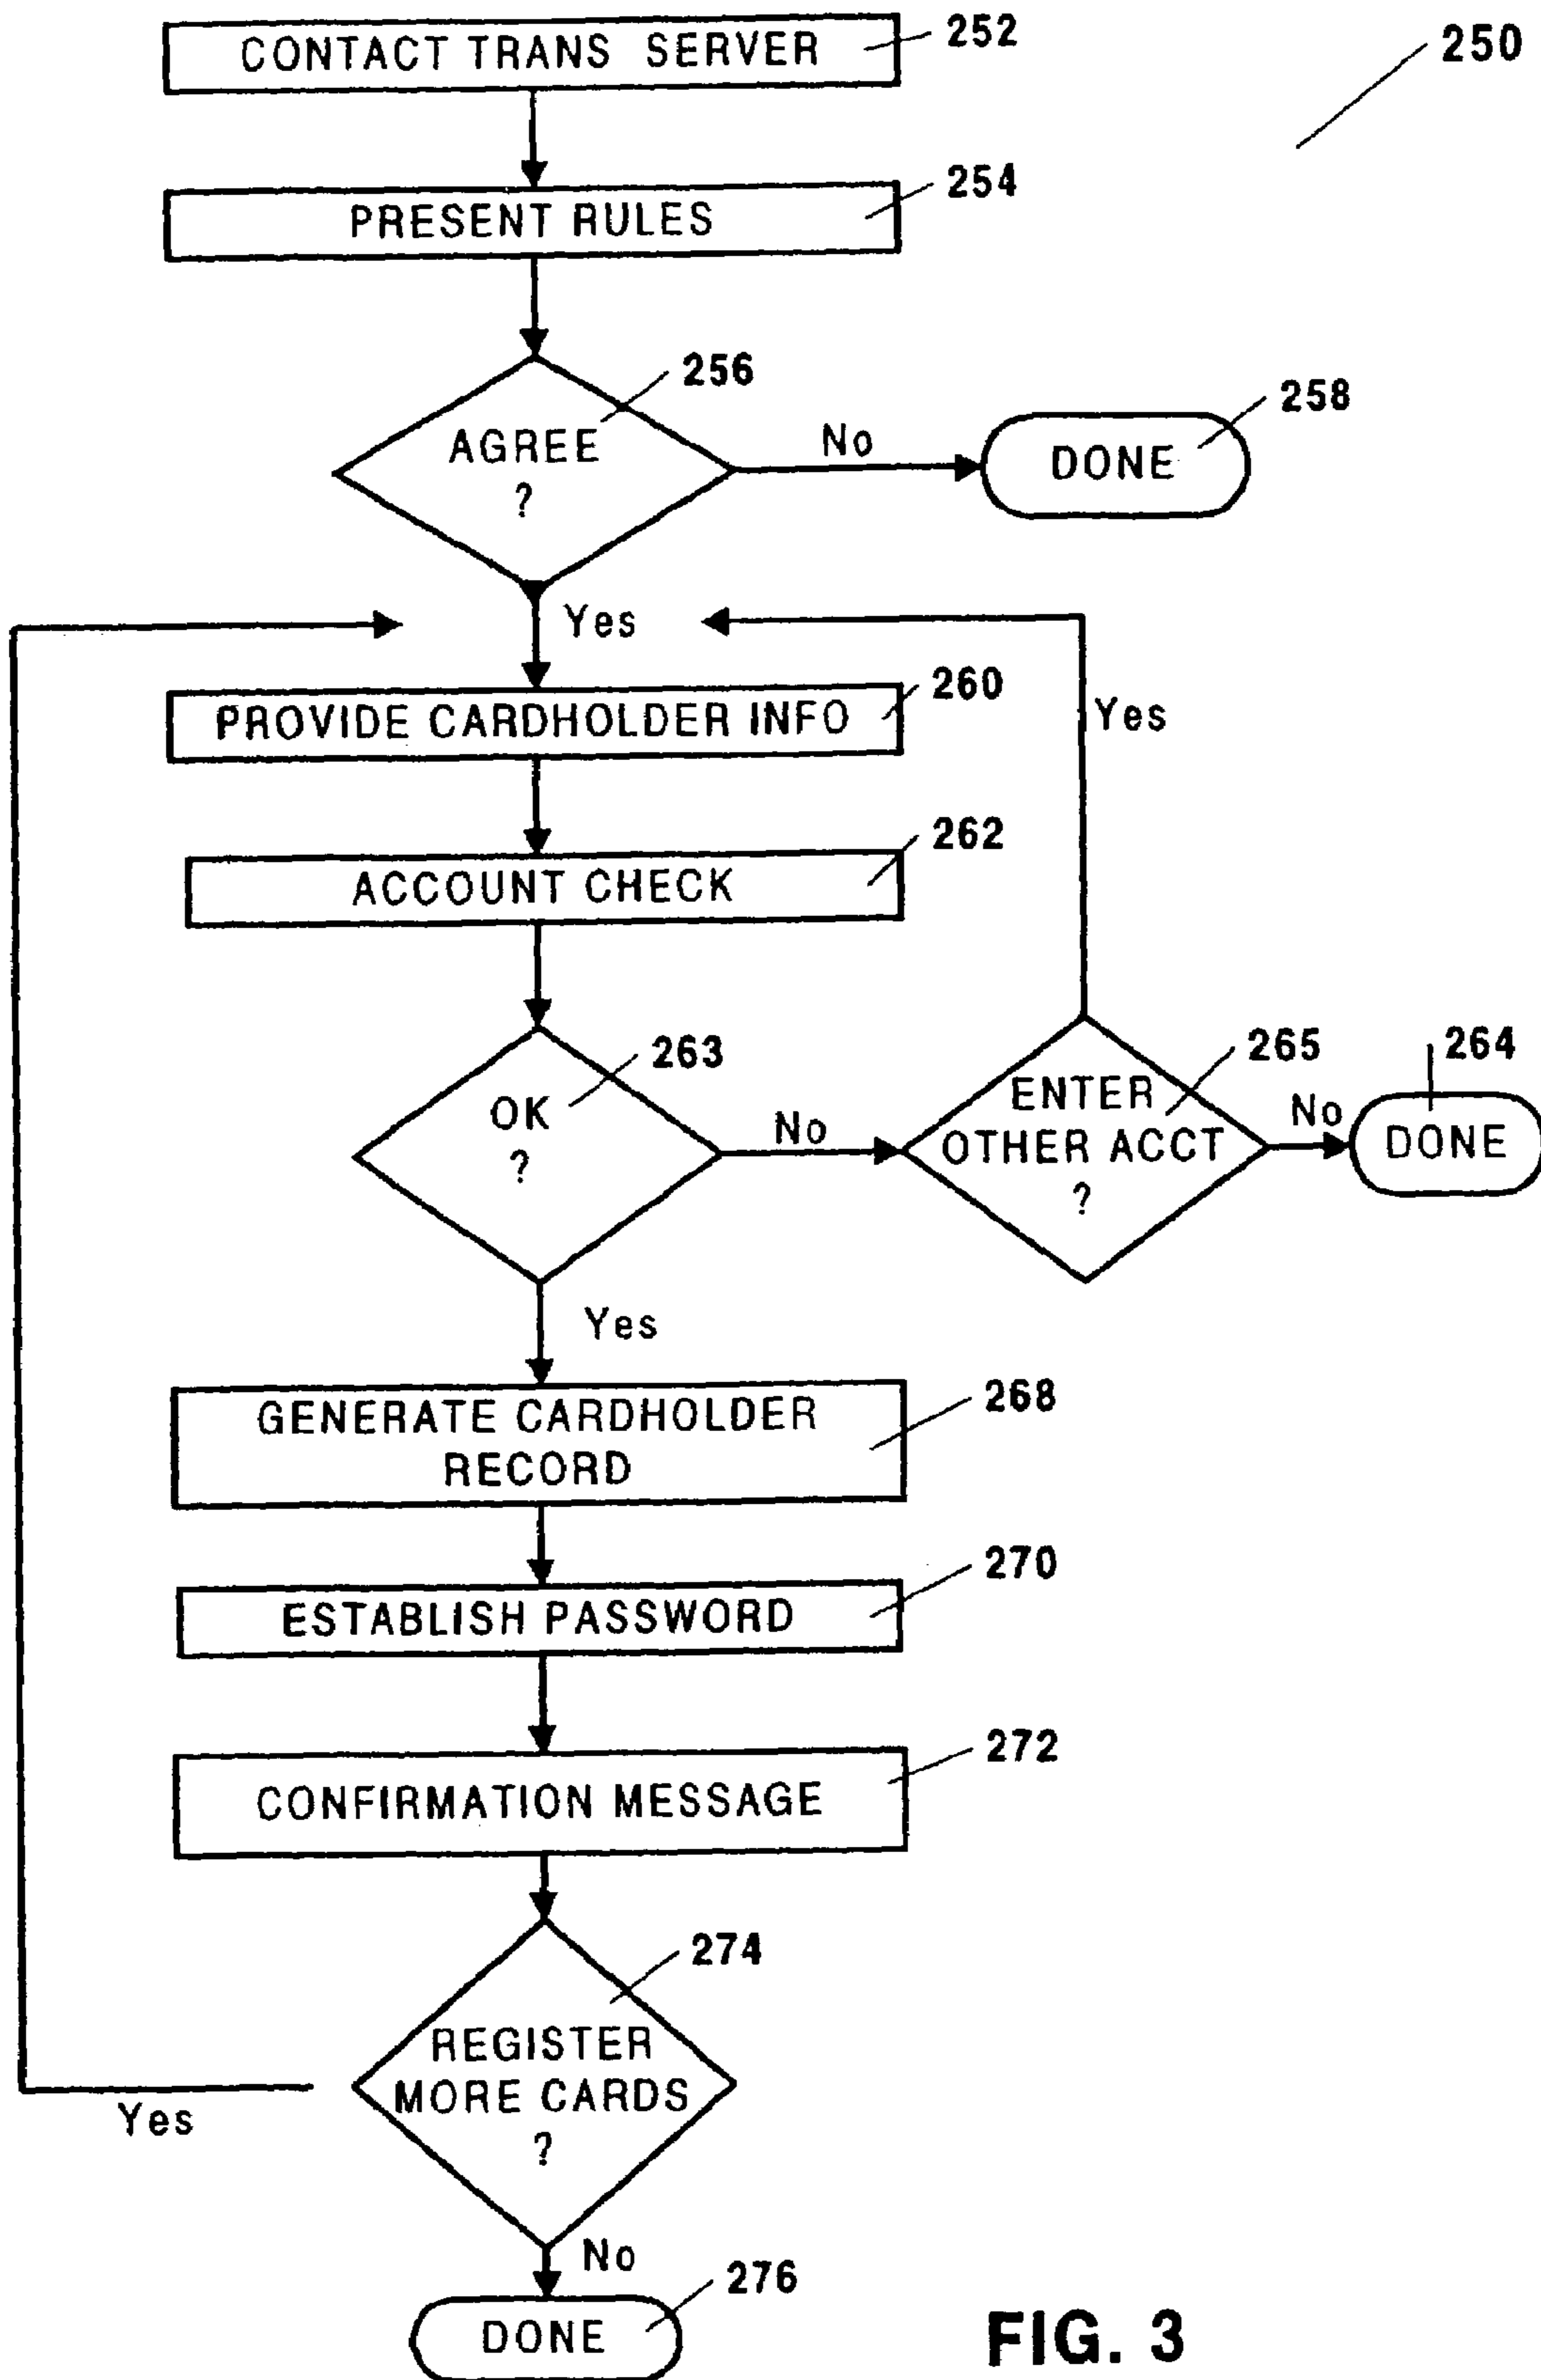 CONTACT TRANS SERVER
252
250
PRESENT RULES
254
AGREE
?
256
No
DONE
258
Yes
PROVIDE CARDHOLDER INFO
260
Yes
ACCOUNT CHECK
262
OK
?
263
No
ENTER
OTHER ACCT
?
265
No
DONE
264
Yes
GENERATE CARDHOLDER
RECORD
268
ESTABLISH PASSWORD
270
CONFIRMATION MESSAGE
272
REGISTER
MORE CARDS
?
274
Yes
No
DONE
276
FIG. 3